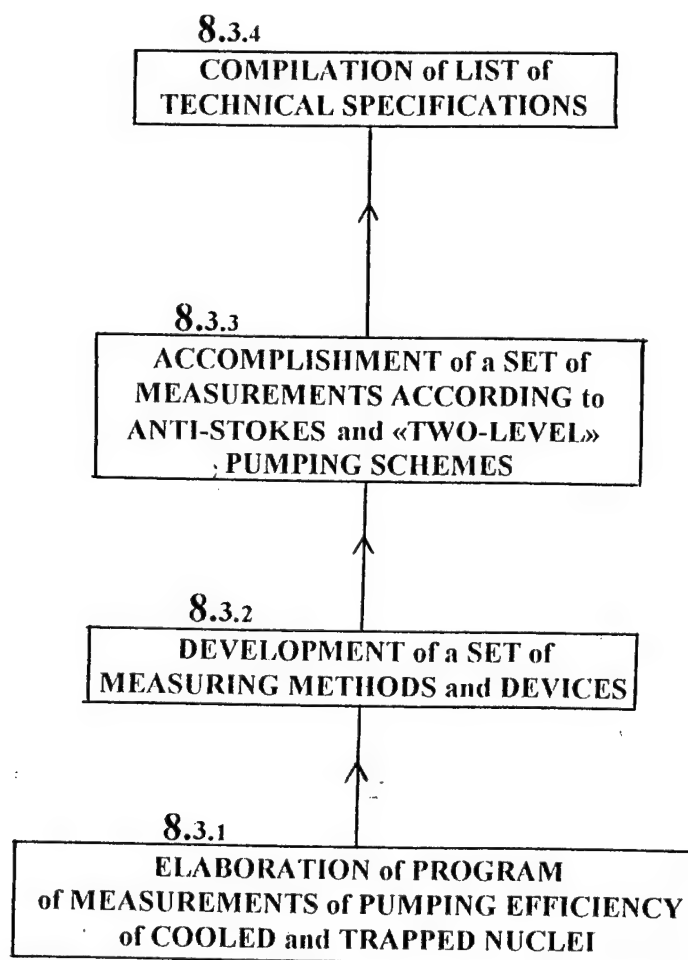 8.3.4
COMPILATION of LIST of
TECHNICAL SPECIFICATIONS
8.3.3
ACCOMPLISHMENT of a SET of
MEASUREMENTS ACCORDING to
ANTI-STOKES and «TWO-LEVEL»
PUMPING SCHEMES
8.3.2
DEVELOPMENT of a SET of
MEASURING METHODS and DEVICES
8.3.1
ELABORATION of PROGRAM
of MEASUREMENTS of PUMPING EFFICIENCY
of COOLED and TRAPPED NUCLEI